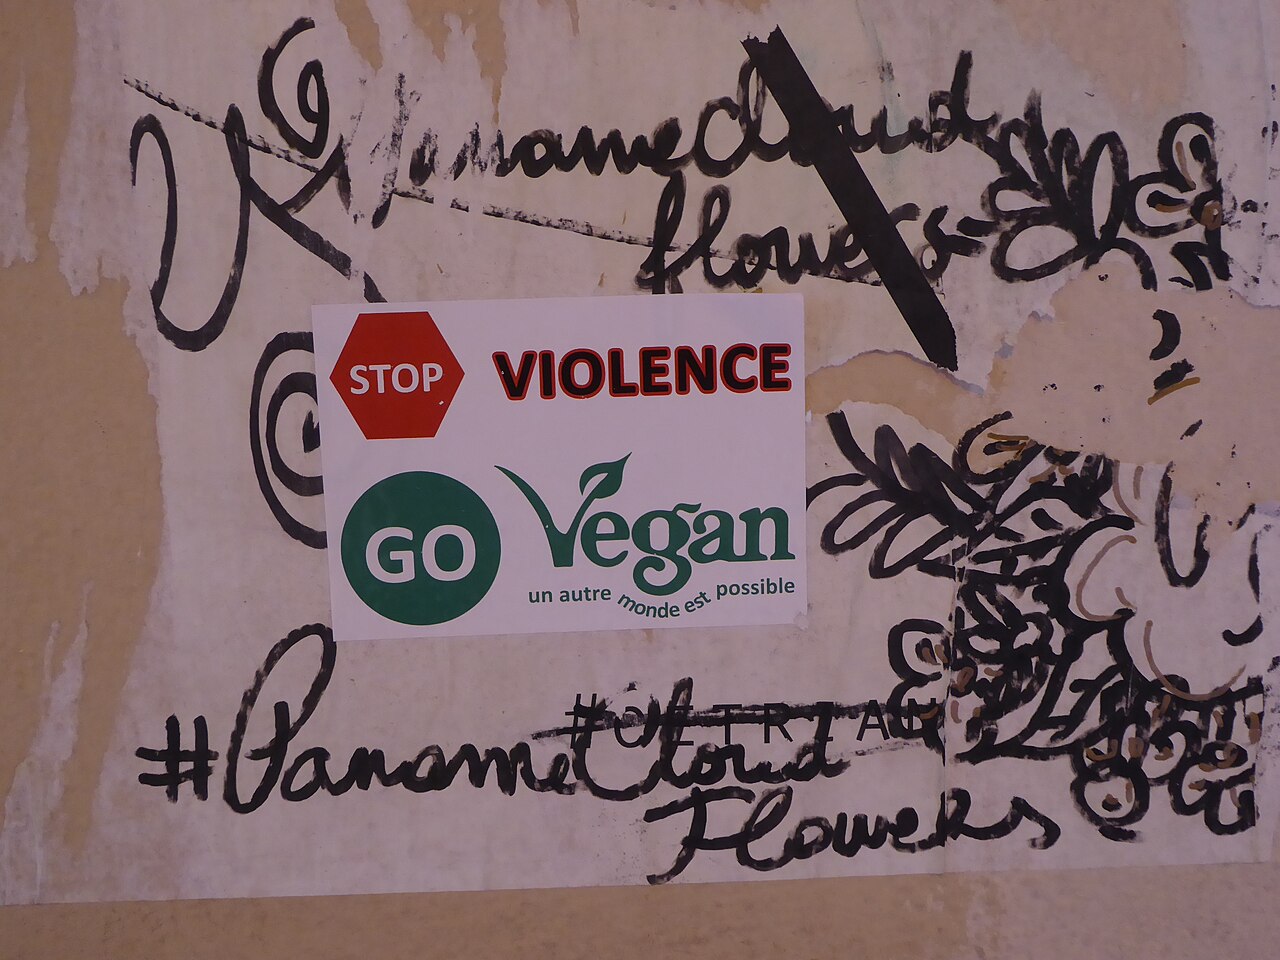 Panamecloud
flowers
STOP VIOLENCE
GO Vegan
un autre monde est possible
#PanameCloud
Flowers